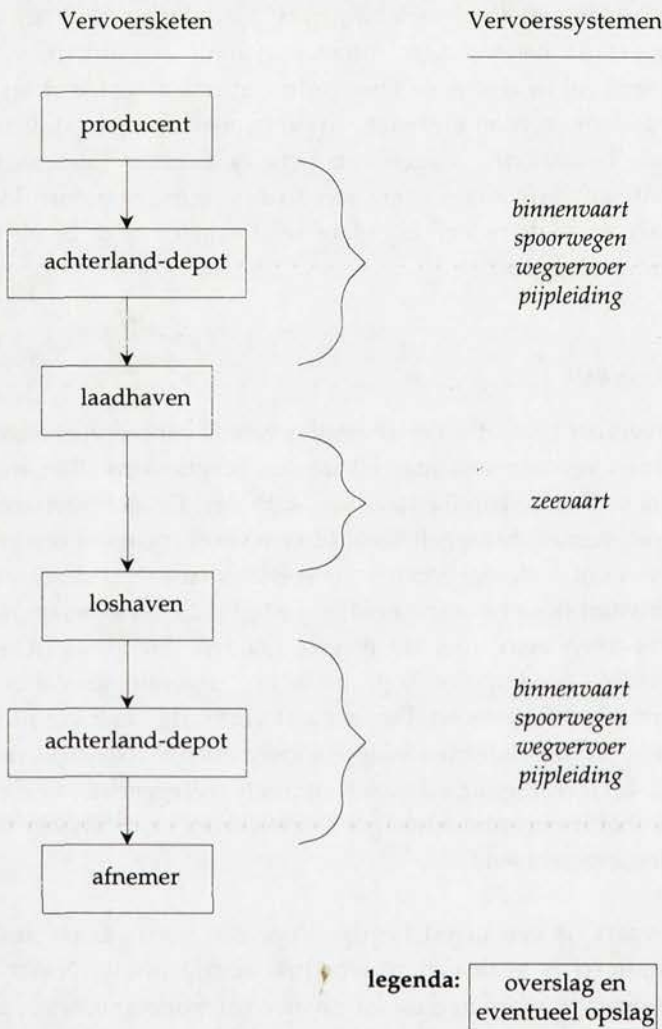 Vervoersketen
Vervoerssystemen
producent
binnenvaart
spoorwegen
wegvervoer
pijpleiding
achterland-depot
laadhaven
zeevaart
loshaven
binnenvaart
spoorwegen
wegvervoer
pijpleiding
achterland-depot
afnemer
legenda:
overslag en
eventueel opslag